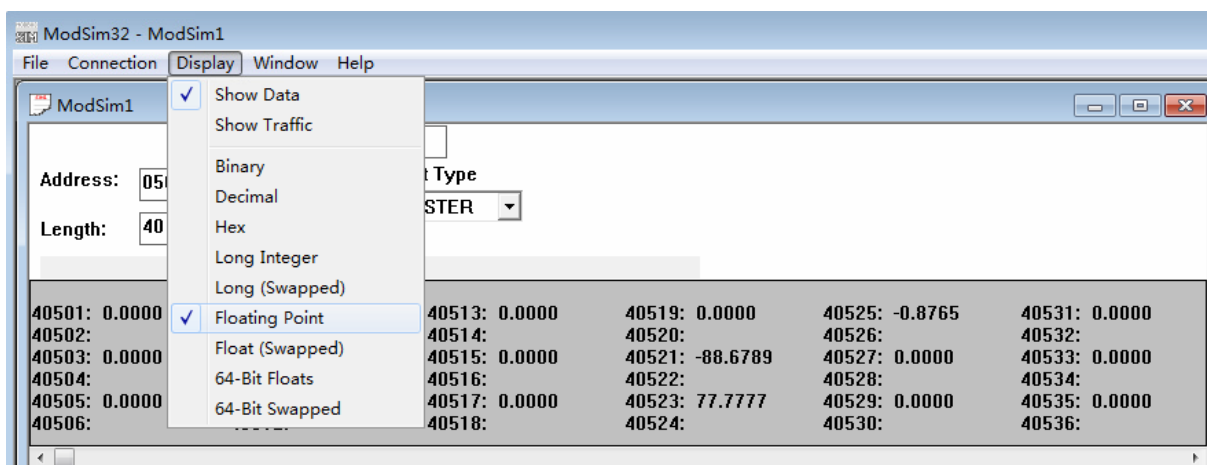 ModSim32 - ModSim1
File Connection Display Window Help
ModSim1
Show Data
Show Traffic
Binary
Decimal
Hex
Long Integer
Long (Swapped)
Floating Point
Float (Swapped)
64-Bit Floats
64-Bit Swapped
Address:
Type
STER
Length: 40
40501: 0.0000 40513: 0.0000 40519: 0.0000 40525: -0.8765 40531: 0.0000
40502: 40514: 40520: 40526: 40532:
40503: 0.0000 40515: 0.0000 40521: -88.6789 40527: 0.0000 40533: 0.0000
40504: 40516: 40522: 40528: 40534:
40505: 0.0000 40517: 0.0000 40523: 77.7777 40529: 0.0000 40535: 0.0000
40506: 40518: 40524: 40530: 40536: